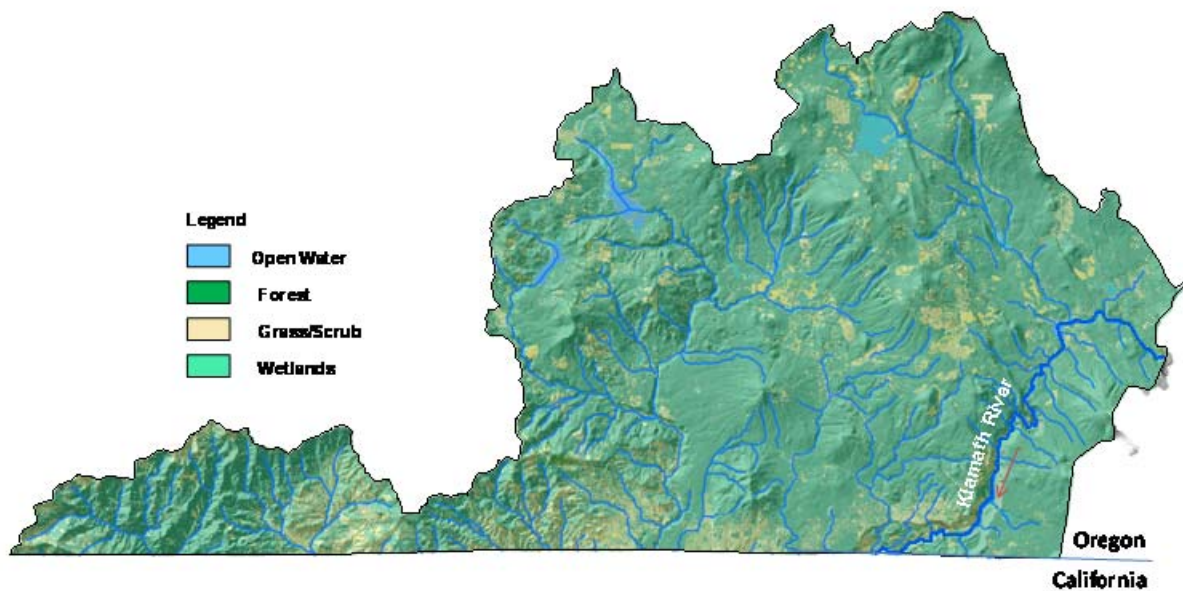 Legend
Open Water
Forest
Grass/Scrub
Wetlands
Klamath River
Oregon
California